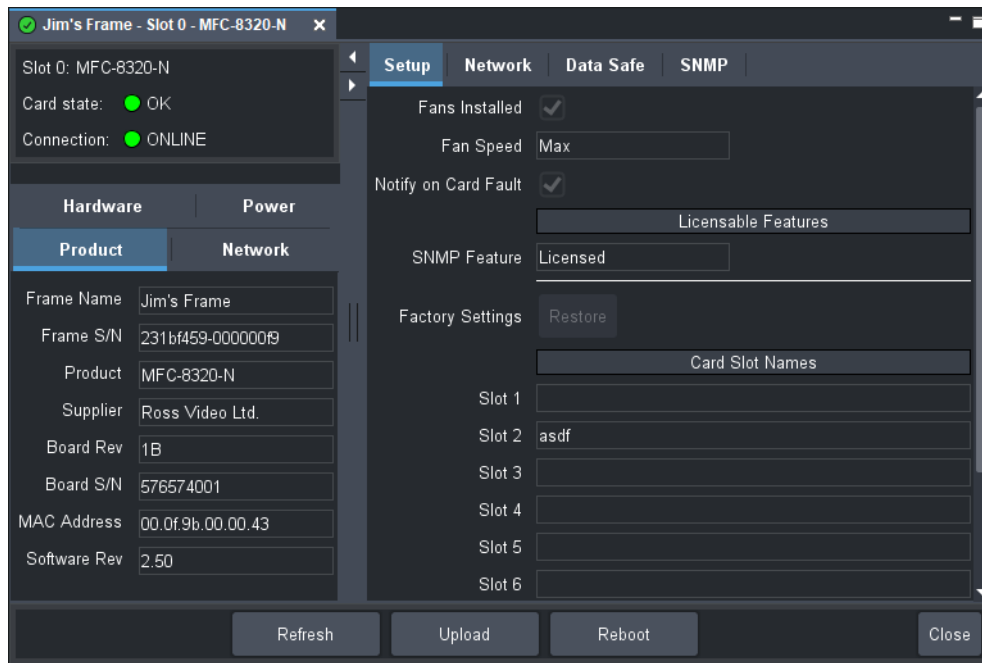 Jim's Frame - Slot 0 - MFC-8320-N
Slot 0: MFC-8320-N
Card state: OK
Connection: ONLINE
Hardware Power
Product Network
Frame Name Jim's Frame
Frame S/N 231bf459-000000f9
Product MFC-8320-N
Supplier Ross Video Ltd.
Board Rev 1B
Board S/N 576574001
MAC Address 00.0f.9b.00.00.43
Software Rev 2.50
Setup Network Data Safe SNMP
Fans Installed
Fan Speed Max
Notify on Card Fault
Licensable Features
SNMP Feature Licensed
Factory Settings Restore
Card Slot Names
Slot 1
Slot 2 asdf
Slot 3
Slot 4
Slot 5
Slot 6
Refresh Upload Reboot Close